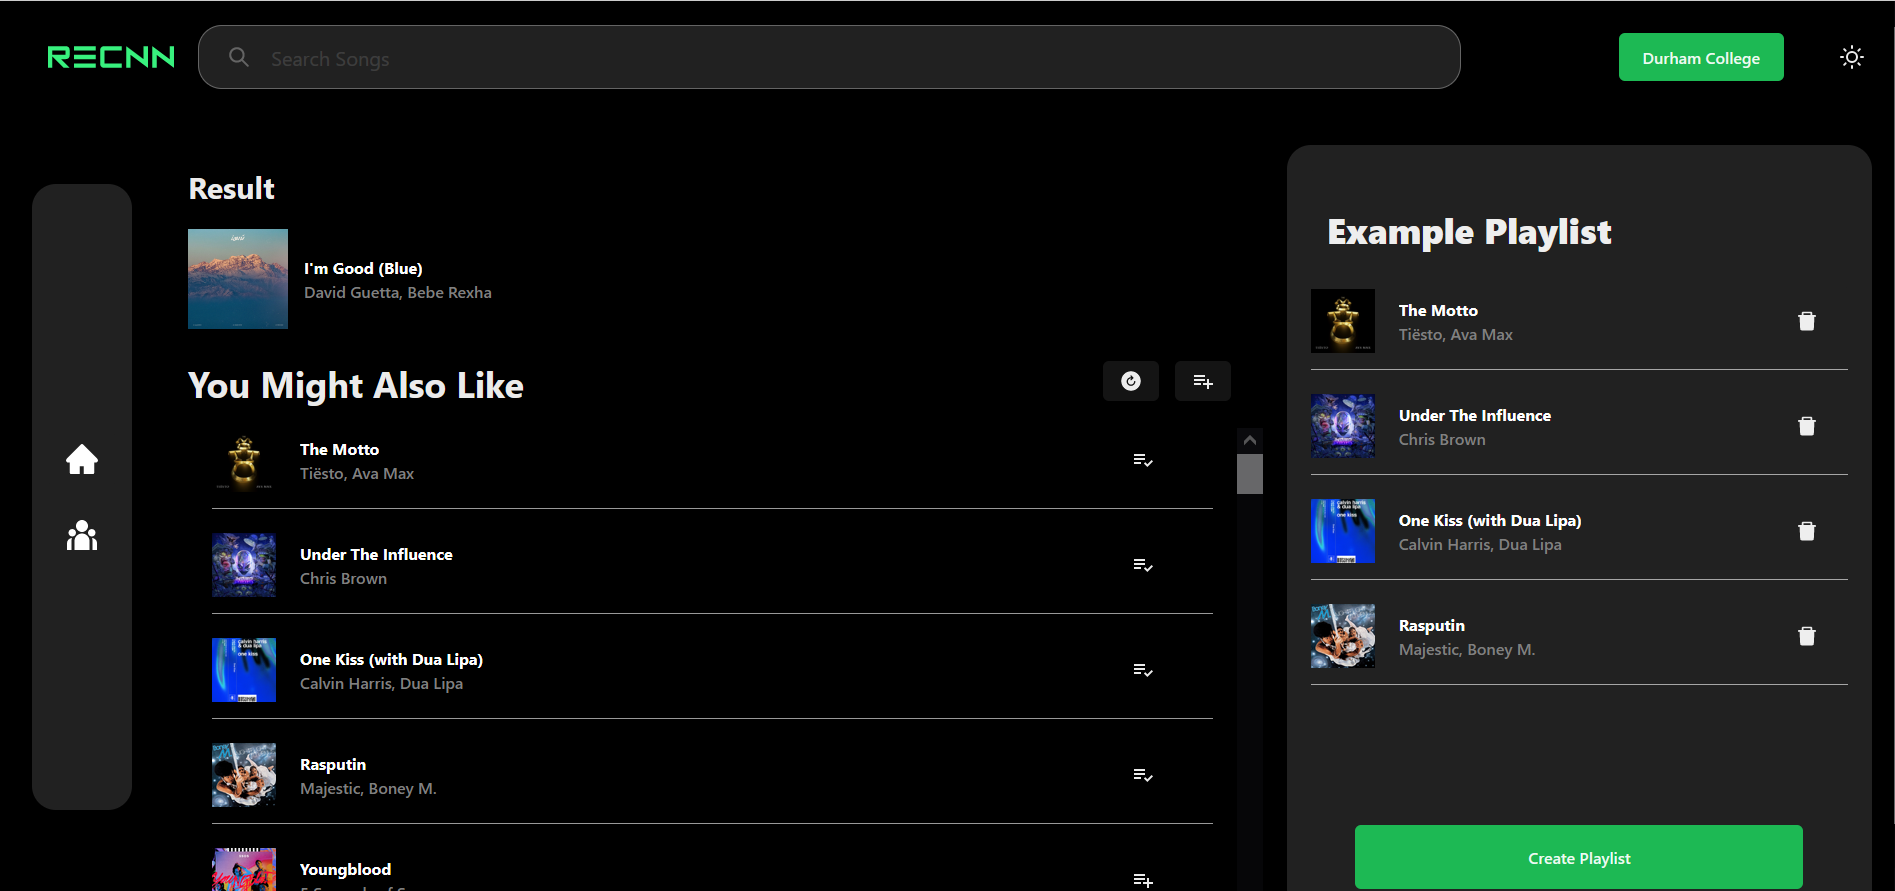 RECNN
Search Songs
Durham College
Result
I'm Good (Blue)
David Guetta, Bebe Rexha
You Might Also Like
The Motto
Tiësto, Ava Max
Under The Influence
Chris Brown
One Kiss (with Dua Lipa)
Calvin Harris, Dua Lipa
Rasputin
Majestic, Boney M.
Youngblood
Example Playlist
The Motto
Tiësto, Ava Max
Under The Influence
Chris Brown
One Kiss (with Dua Lipa)
Calvin Harris, Dua Lipa
Rasputin
Majestic, Boney M.
Create Playlist